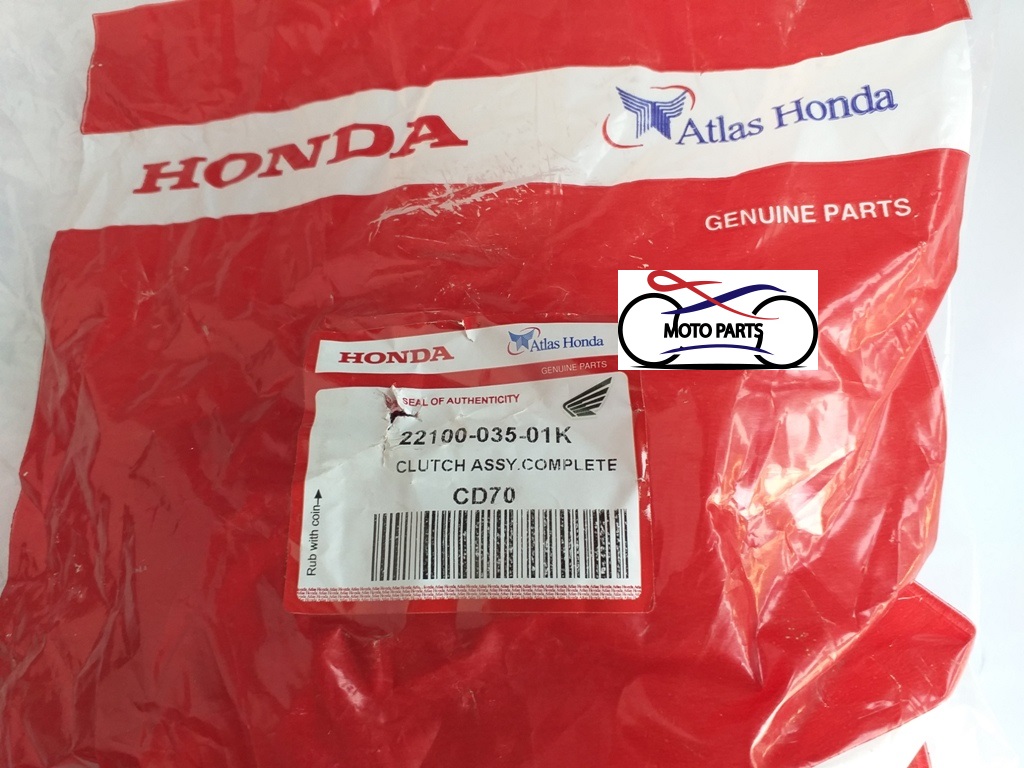 HONDA
Atlas Honda
GENUINE PARTS
MOTO PARTS
HONDA
Atlas Honda
GENUINE PARTS
SEAL OF AUTHENTICITY
22100-035-01K
CLUTCH ASSY.COMPLETE
CD70
Rub with coin